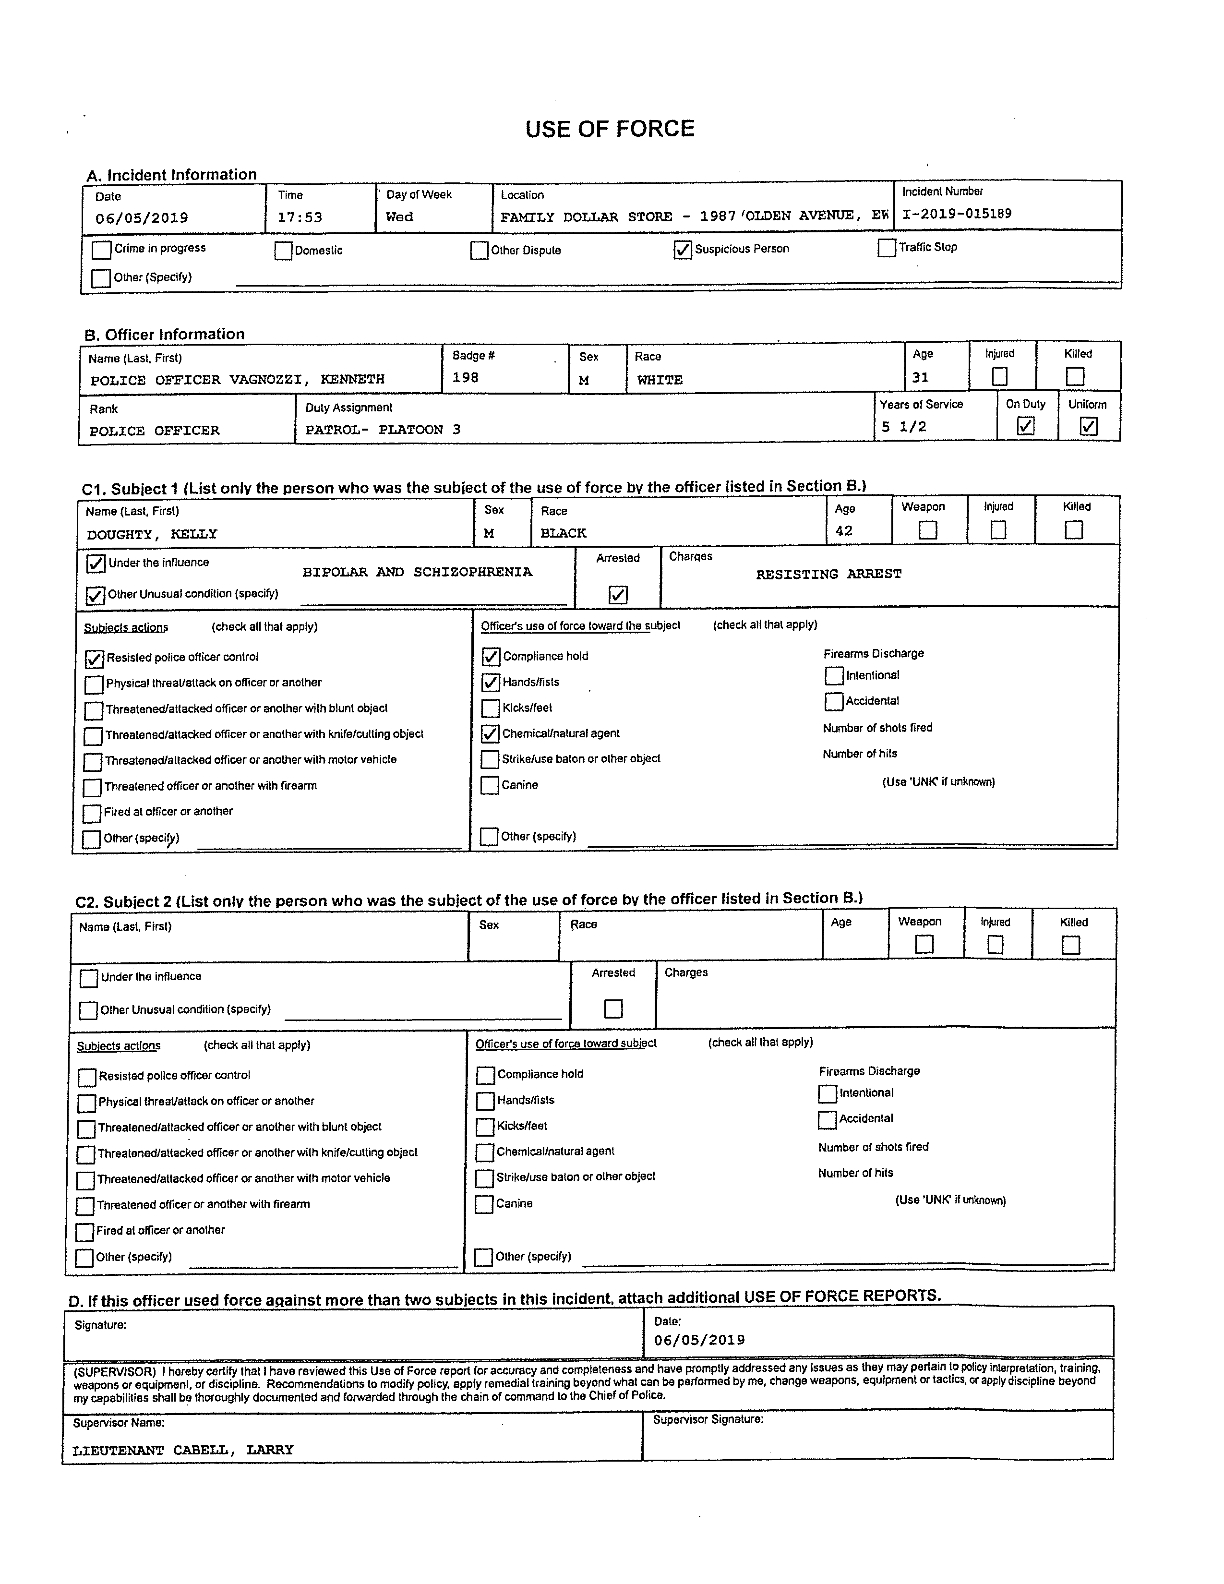 USE OF FORCE
A. Incident Information
Date Time Day of Week Location Incident Number
06/05/2019 17:53 Wed FAMILY DOLLAR STORE - 1987 OLDEN AVENUE, EW I-2019-015189
☐ Crime in progress ☐ Domestic ☐ Other Dispute ☑ Suspicious Person ☐ Traffic Stop
☐ Other (Specify)
B. Officer Information
Name (Last, First) Badge # Sex Race Age Injured Killed
POLICE OFFICER VAGNOZZI, KENNETH 198 M WHITE 31 ☐ ☐
Rank Duty Assignment Years of Service On Duty Uniform
POLICE OFFICER PATROL- PLATOON 3 5 1/2 ☑ ☑
C1. Subject 1 (List only the person who was the subject of the use of force by the officer listed in Section B.)
Name (Last, First) Sex Race Age Weapon Injured Killed
DOUGHTY, KELLY M BLACK 42 ☐ ☐ ☐
☑ Under the influence Arrested Charges
BIPOLAR AND SCHIZOPHRENIA RESISTING ARREST
☑ Other Unusual condition (specify) ☑
Subjects actions (check all that apply) Officer's use of force toward the subject (check all that apply)
☑ Resisted police officer control ☑ Compliance hold Firearms Discharge
☐ Physical threat/attack on officer or another ☑ Hands/fists ☐ Intentional
☐ Threatened/attacked officer or another with blunt object ☐ Kicks/feet ☐ Accidental
☐ Threatened/attacked officer or another with knife/cutting object ☑ Chemical/natural agent Number of shots fired
☐ Threatened/attacked officer or another with motor vehicle ☐ Strike/use baton or other object Number of hits
☐ Threatened officer or another with firearm ☐ Canine (Use 'UNK' if unknown)
☐ Fired at officer or another
☐ Other (specify) ☐ Other (specify)
C2. Subject 2 (List only the person who was the subject of the use of force by the officer listed in Section B.)
Name (Last, First) Sex Race Age Weapon Injured Killed
☐ ☐ ☐
☐ Under the influence Arrested Charges
☐ Other Unusual condition (specify) ☐
Subjects actions (check all that apply) Officer's use of force toward subject (check all that apply)
☐ Resisted police officer control ☐ Compliance hold Firearms Discharge
☐ Physical threat/attack on officer or another ☐ Hands/fists ☐ Intentional
☐ Threatened/attacked officer or another with blunt object ☐ Kicks/feet ☐ Accidental
☐ Threatened/attacked officer or another with knife/cutting object ☐ Chemical/natural agent Number of shots fired
☐ Threatened/attacked officer or another with motor vehicle ☐ Strike/use baton or other object Number of hits
☐ Threatened officer or another with firearm ☐ Canine (Use 'UNK' if unknown)
☐ Fired at officer or another
☐ Other (specify) ☐ Other (specify)
D. If this officer used force against more than two subjects in this incident, attach additional USE OF FORCE REPORTS.
Signature: Date:
06/05/2019
(SUPERVISOR) I hereby certify that I have reviewed this Use of Force report for accuracy and completeness and have promptly addressed any issues as they may pertain to policy interpretation, training,
weapons or equipment, or discipline. Recommendations to modify policy, apply remedial training beyond what can be performed by me, change weapons, equipment or tactics, or apply discipline beyond
my capabilities shall be thoroughly documented and forwarded through the chain of command to the Chief of Police.
Supervisor Name: Supervisor Signature:
LIEUTENANT CABELL, LARRY